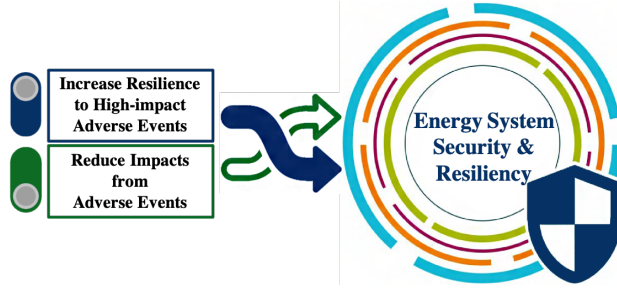 Increase Resilience
to High-impact
Adverse Events
Reduce Impacts
from
Adverse Events
Energy System
Security &
Resiliency